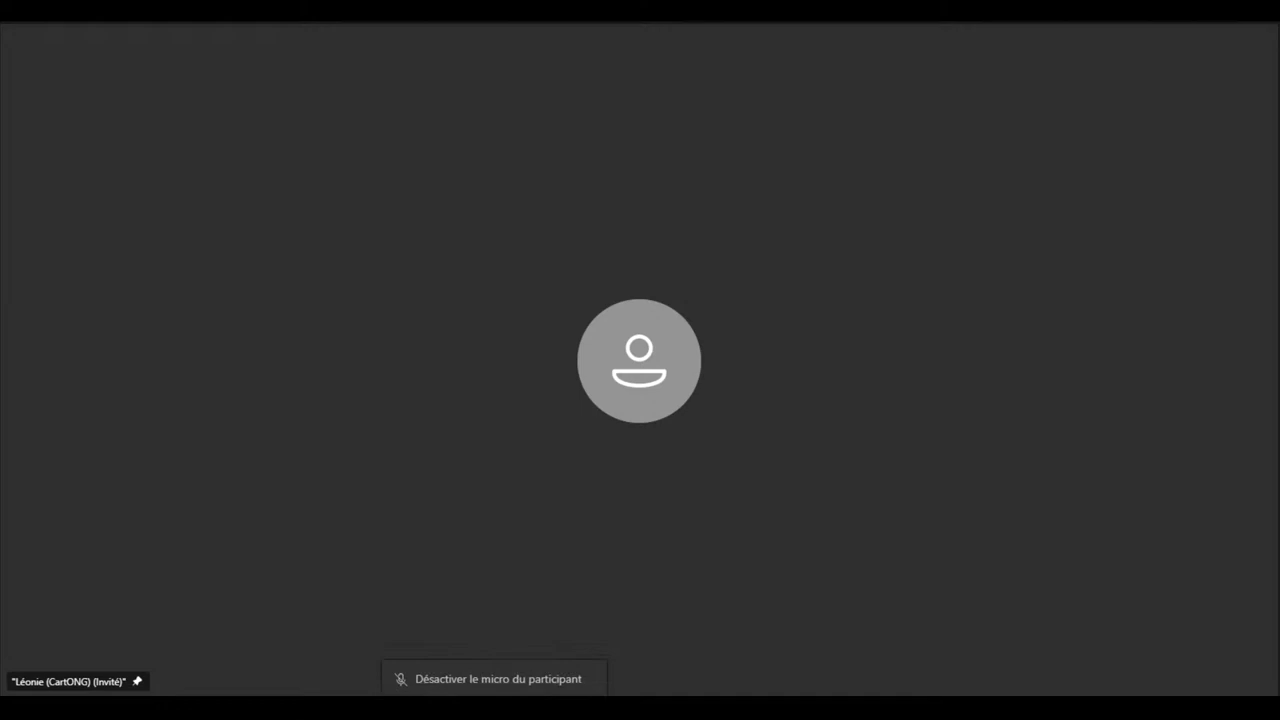 "Léonie (CartONG) (Invité)"
Désactiver le micro du participant